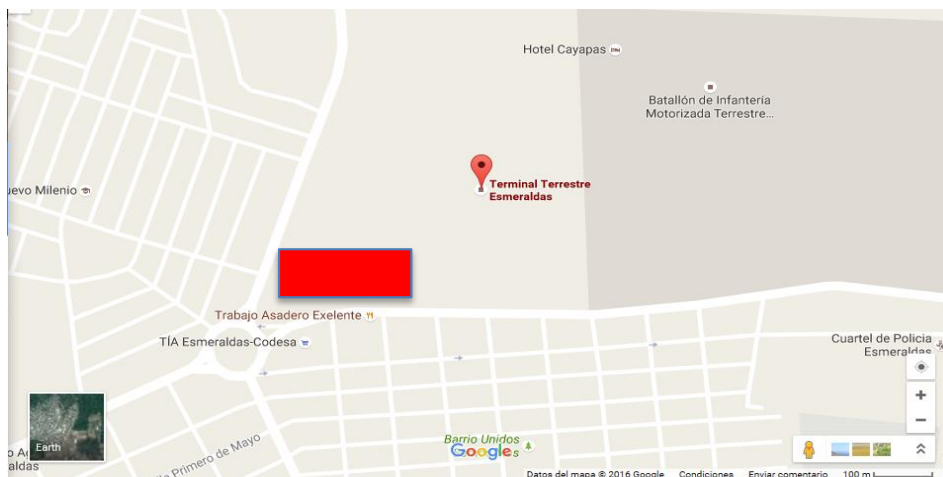 Hotel Cayapas
Batallón de Infantería
Motorizada Terrestre...
uevo Milenio
Terminal Terrestre
Esmeraldas
Trabajo Asadero Exelente
TÍA Esmeraldas-Codesa
Cuartel de Policia
Esmeraldas
Earth
Primero de Mayo
Barrio Unidos
Google
aldas
Datos del mapa © 2016 Google Condiciones Enviar comentario 100 m